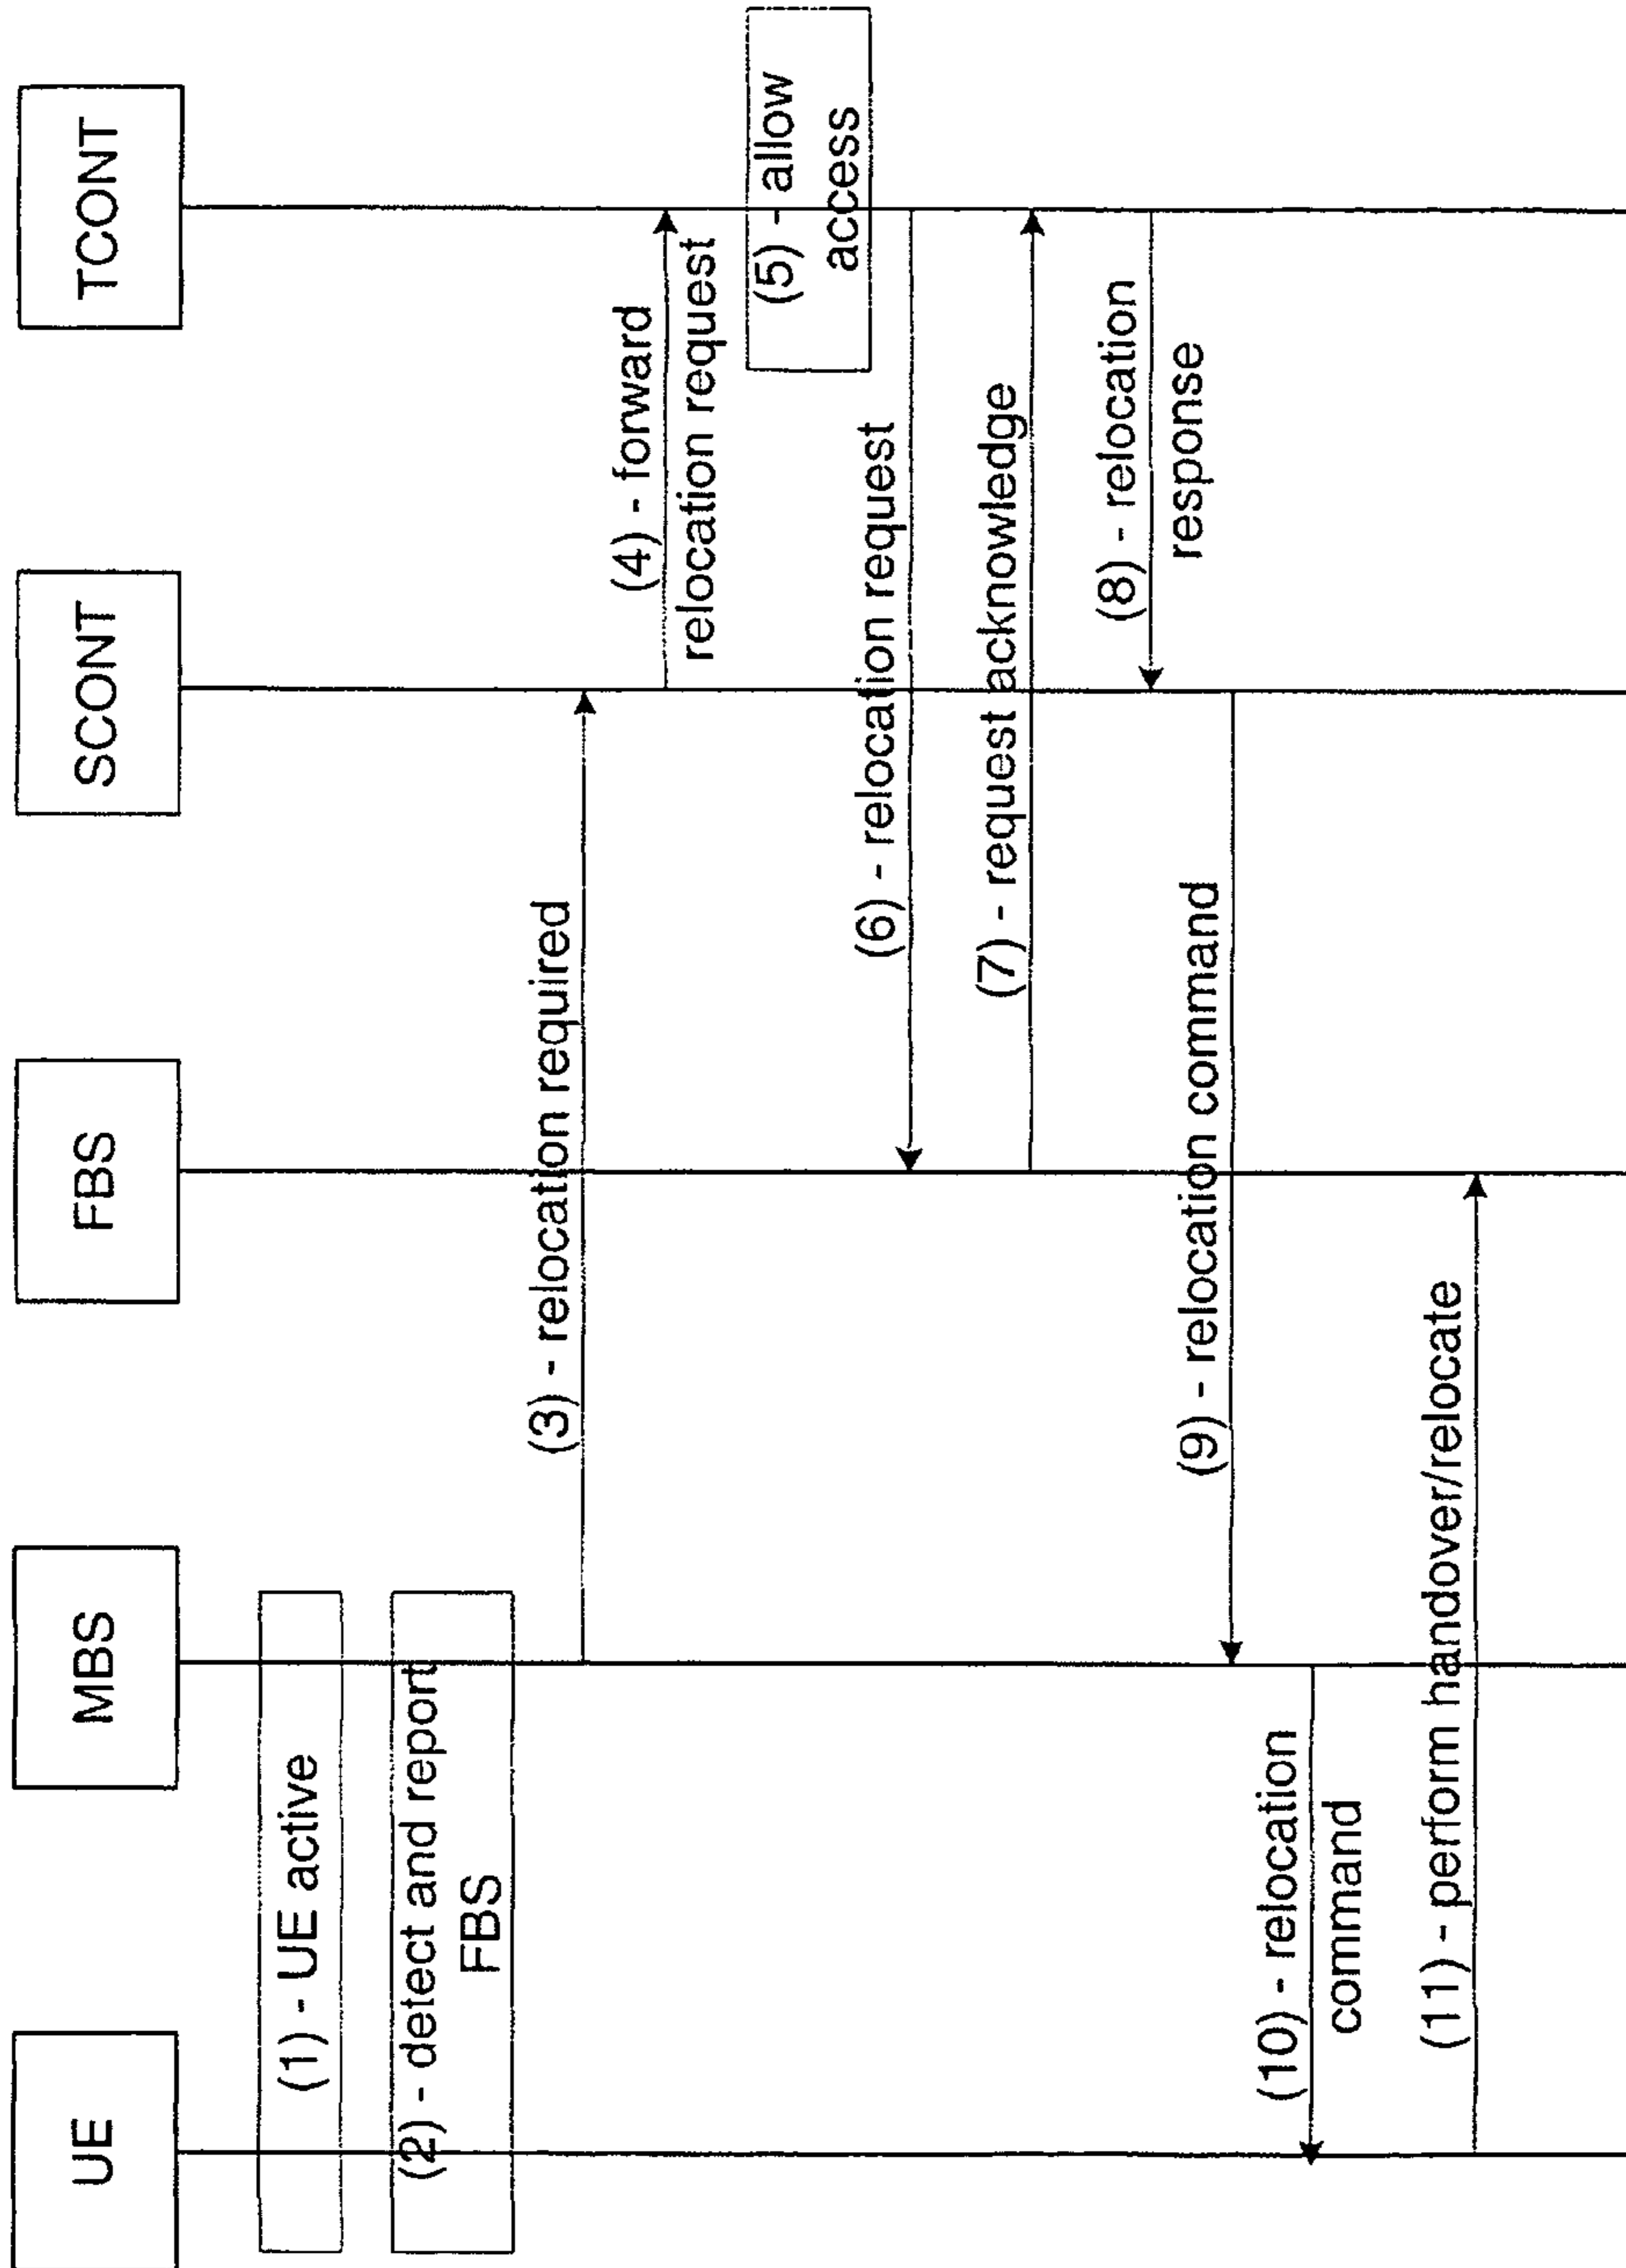 UE
MBS
FBS
SCONT
TCONT
(1) - UE active
(2) - detect and report
FBS
(3) - relocation required
(4) - forward
relocation request
(5) - allow
access
(6) - relocation request
(7) - request acknowledge
(8) - relocation
response
(9) - relocation command
(10) - relocation
command
(11) - perform handover/relocate